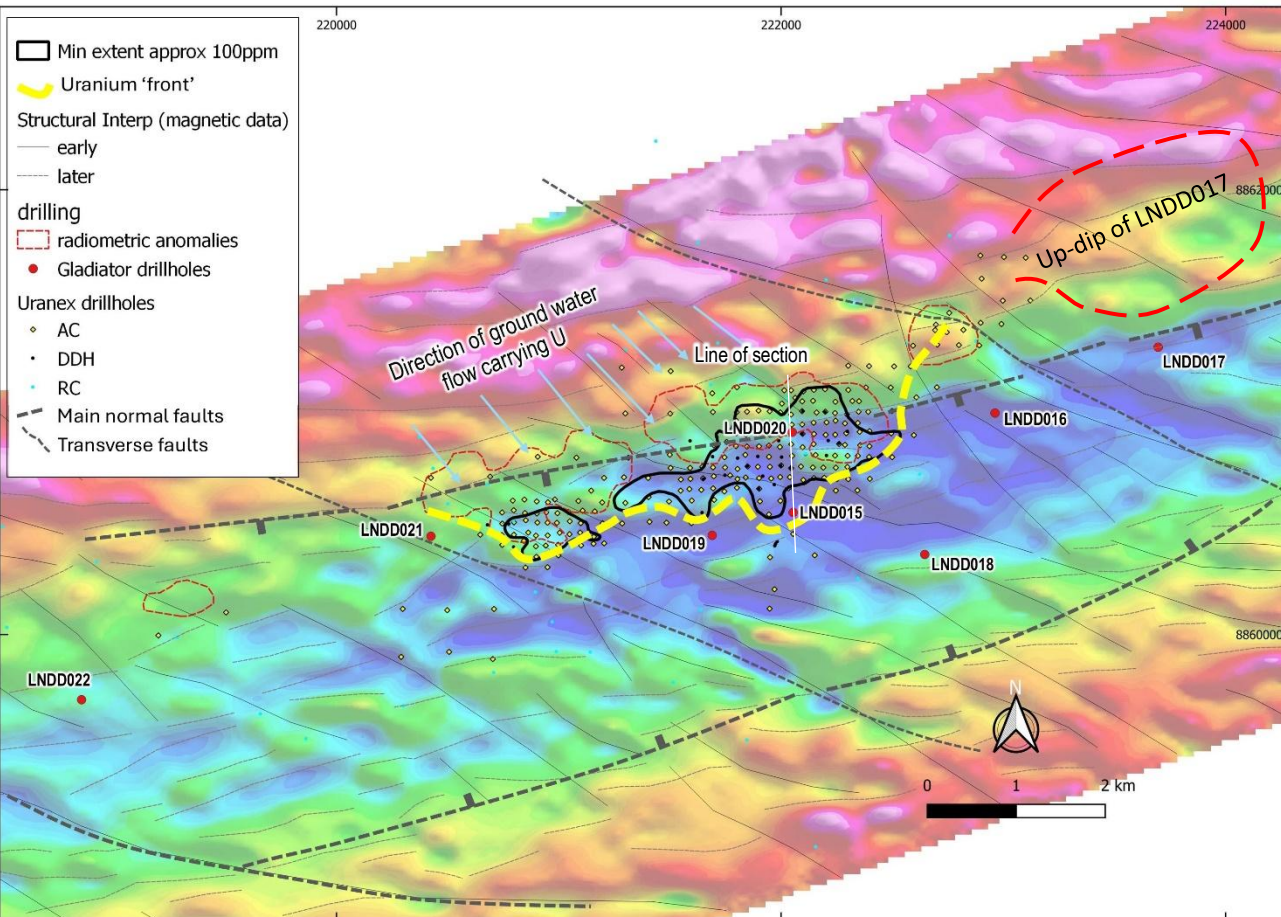 220000
222000
224000
Min extent approx 100ppm
Uranium ‘front’
Structural Interp (magnetic data)
early
later
drilling
radiometric anomalies
Gladiator drillholes
Uranex drillholes
AC
DDH
RC
Main normal faults
Transverse faults
8862000
Up-dip of LNDD017
Direction of ground water
flow carrying U
Line of section
LNDD017
LNDD016
LNDD020
LNDD015
LNDD021
LNDD019
LNDD018
8860000
LNDD022
N
0 1 2 km